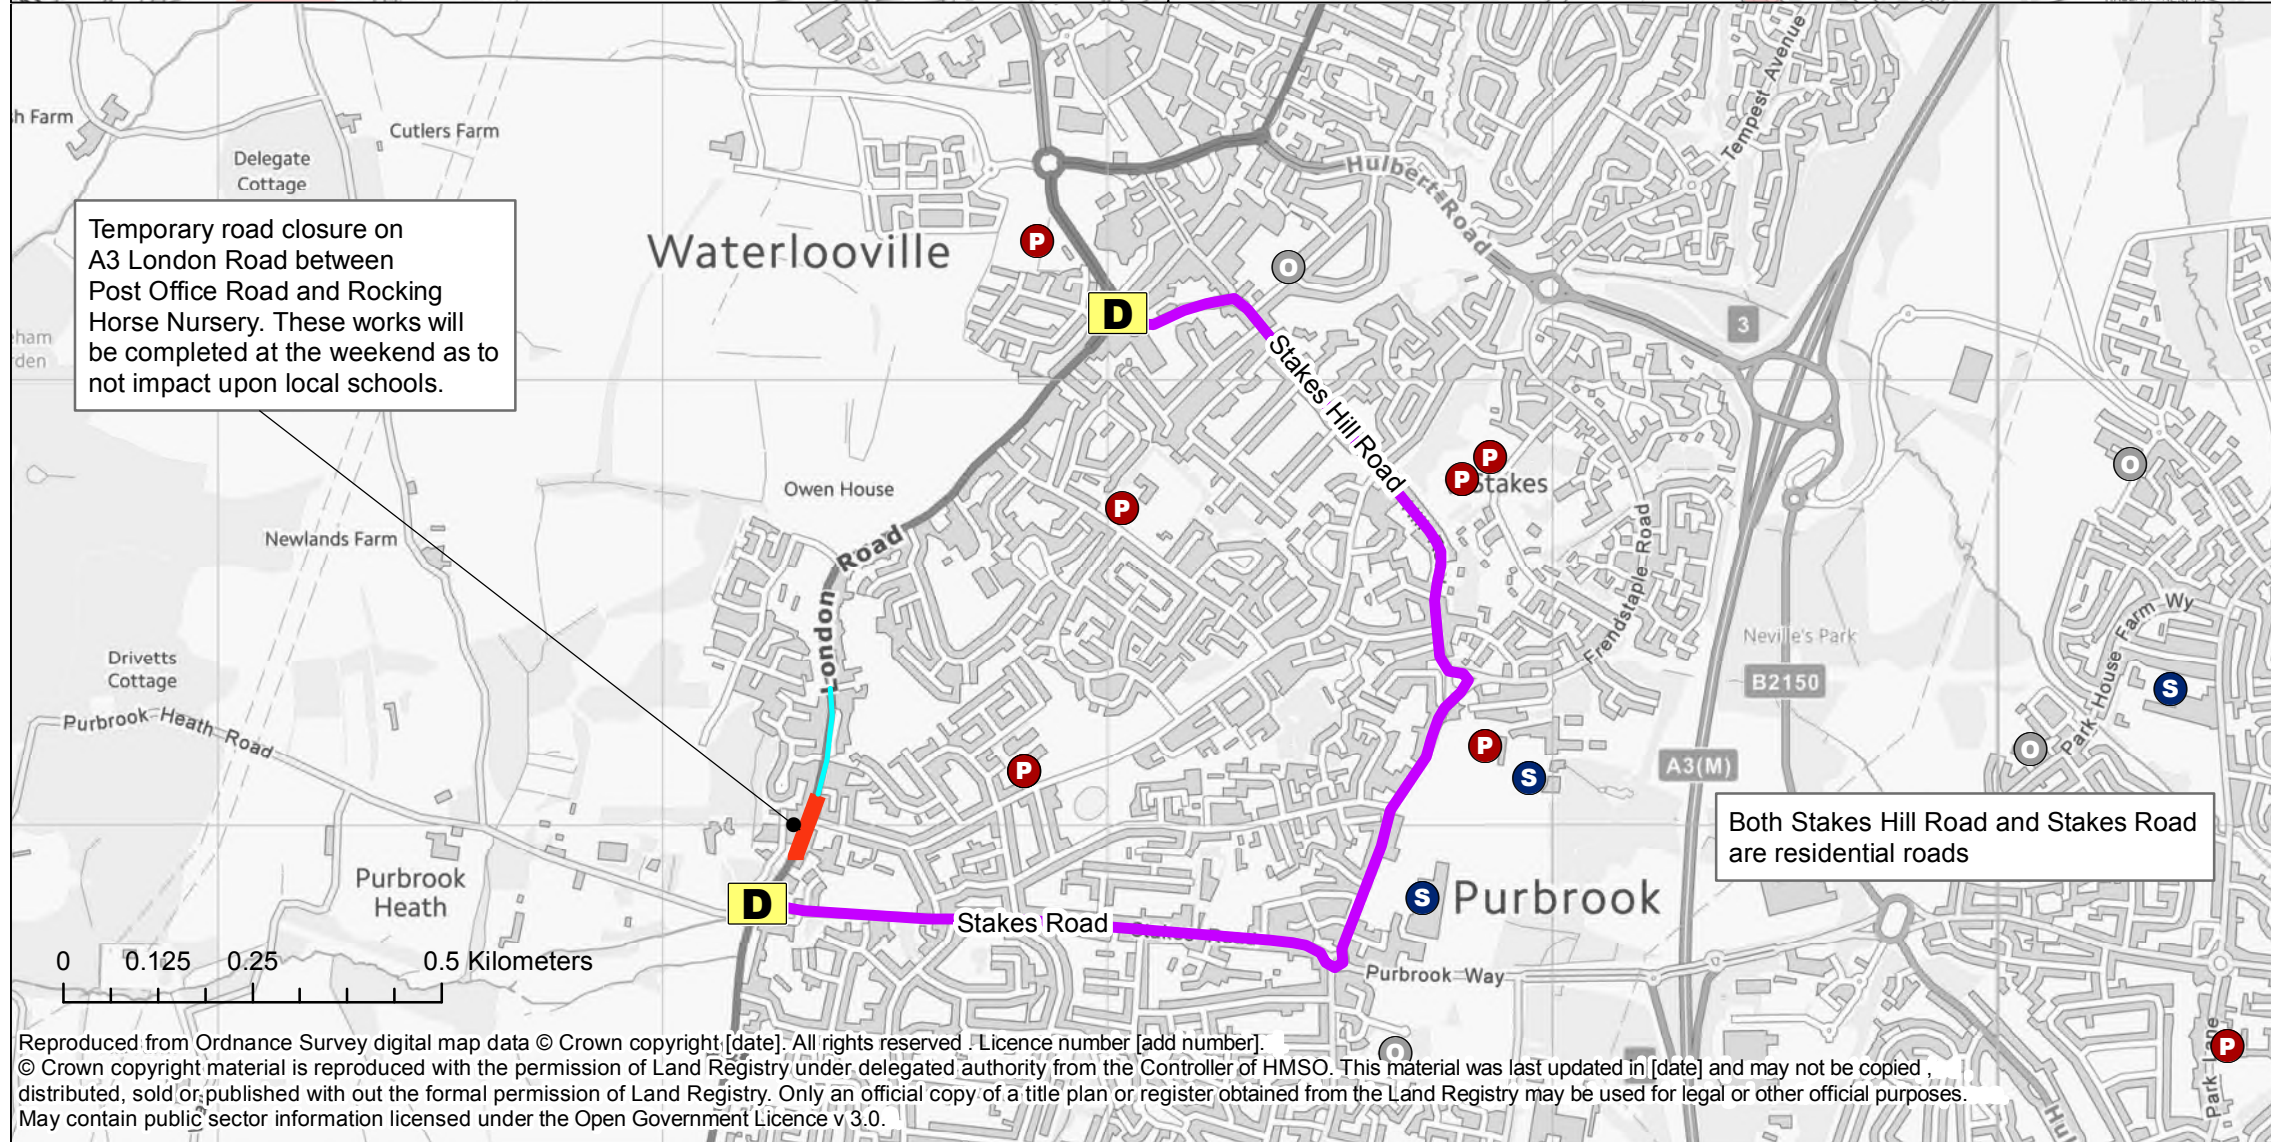 h Farm
Cutlers Farm
Delegate
Cottage
Tempest Avenue
Hulbert Road
Temporary road closure on
A3 London Road between
Post Office Road and Rocking
Horse Nursery. These works will
be completed at the weekend as to
not impact upon local schools.
Waterlooville
P
O
D
3
eham
rden
Stakes Hill Road
P
P
Stakes
O
Owen House
P
Newlands Farm
London Road
Frendstaple Road
Park House Farm Wy
Neville's Park
B2150
S
Drivetts
Cottage
Purbrook Heath Road
P
P
S
O
A3(M)
Both Stakes Hill Road and Stakes Road
are residential roads
Purbrook
Heath
D
Stakes Road
Stakes Road
S
Purbrook
Purbrook Way
0 0.125 0.25 0.5 Kilometers
O
P
Park Lane
Hu
Reproduced from Ordnance Survey digital map data © Crown copyright [date]. All rights reserved . Licence number [add number].
© Crown copyright material is reproduced with the permission of Land Registry under delegated authority from the Controller of HMSO. This material was last updated in [date] and may not be copied ,
distributed, sold or published with out the formal permission of Land Registry. Only an official copy of a title plan or register obtained from the Land Registry may be used for legal or other official purposes.
May contain public sector information licensed under the Open Government Licence v 3.0.